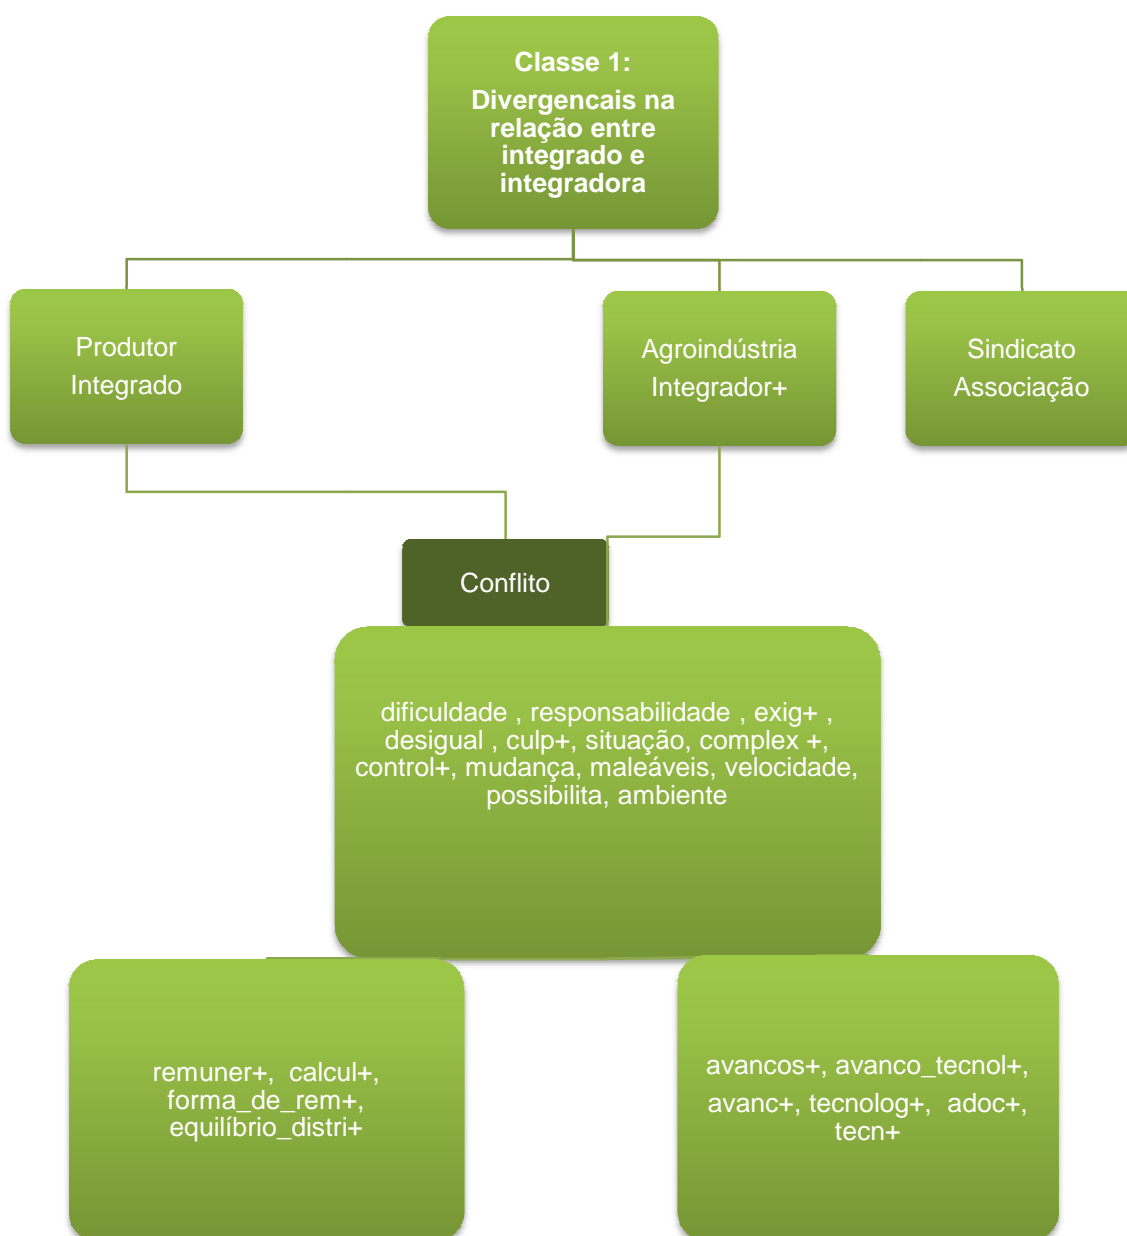 Classe 1:
Divergencais na
relação entre
integrado e
integradora
Produtor
Integrado
Agroindústria
Integrador+
Sindicato
Associação
Conflito
dificuldade , responsabilidade , exig+ ,
desigual , culp+, situação, complex +,
control+, mudança, maleáveis, velocidade,
possibilita, ambiente
remuner+, calcul+,
forma_de_rem+,
equilíbrio_distri+
avancos+, avanco_tecnol+,
avanc+, tecnolog+, adoc+,
tecn+